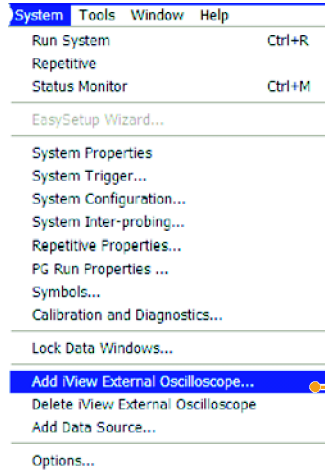 System Tools Window Help
Run System Ctrl+R
Repetitive
Status Monitor Ctrl+M
EasySetup Wizard...
System Properties
System Trigger...
System Configuration...
System Inter-probing...
Repetitive Properties...
PG Run Properties ...
Symbols...
Calibration and Diagnostics...
Lock Data Windows...
Add iView External Oscilloscope...
Delete iView External Oscilloscope
Add Data Source...
Options...